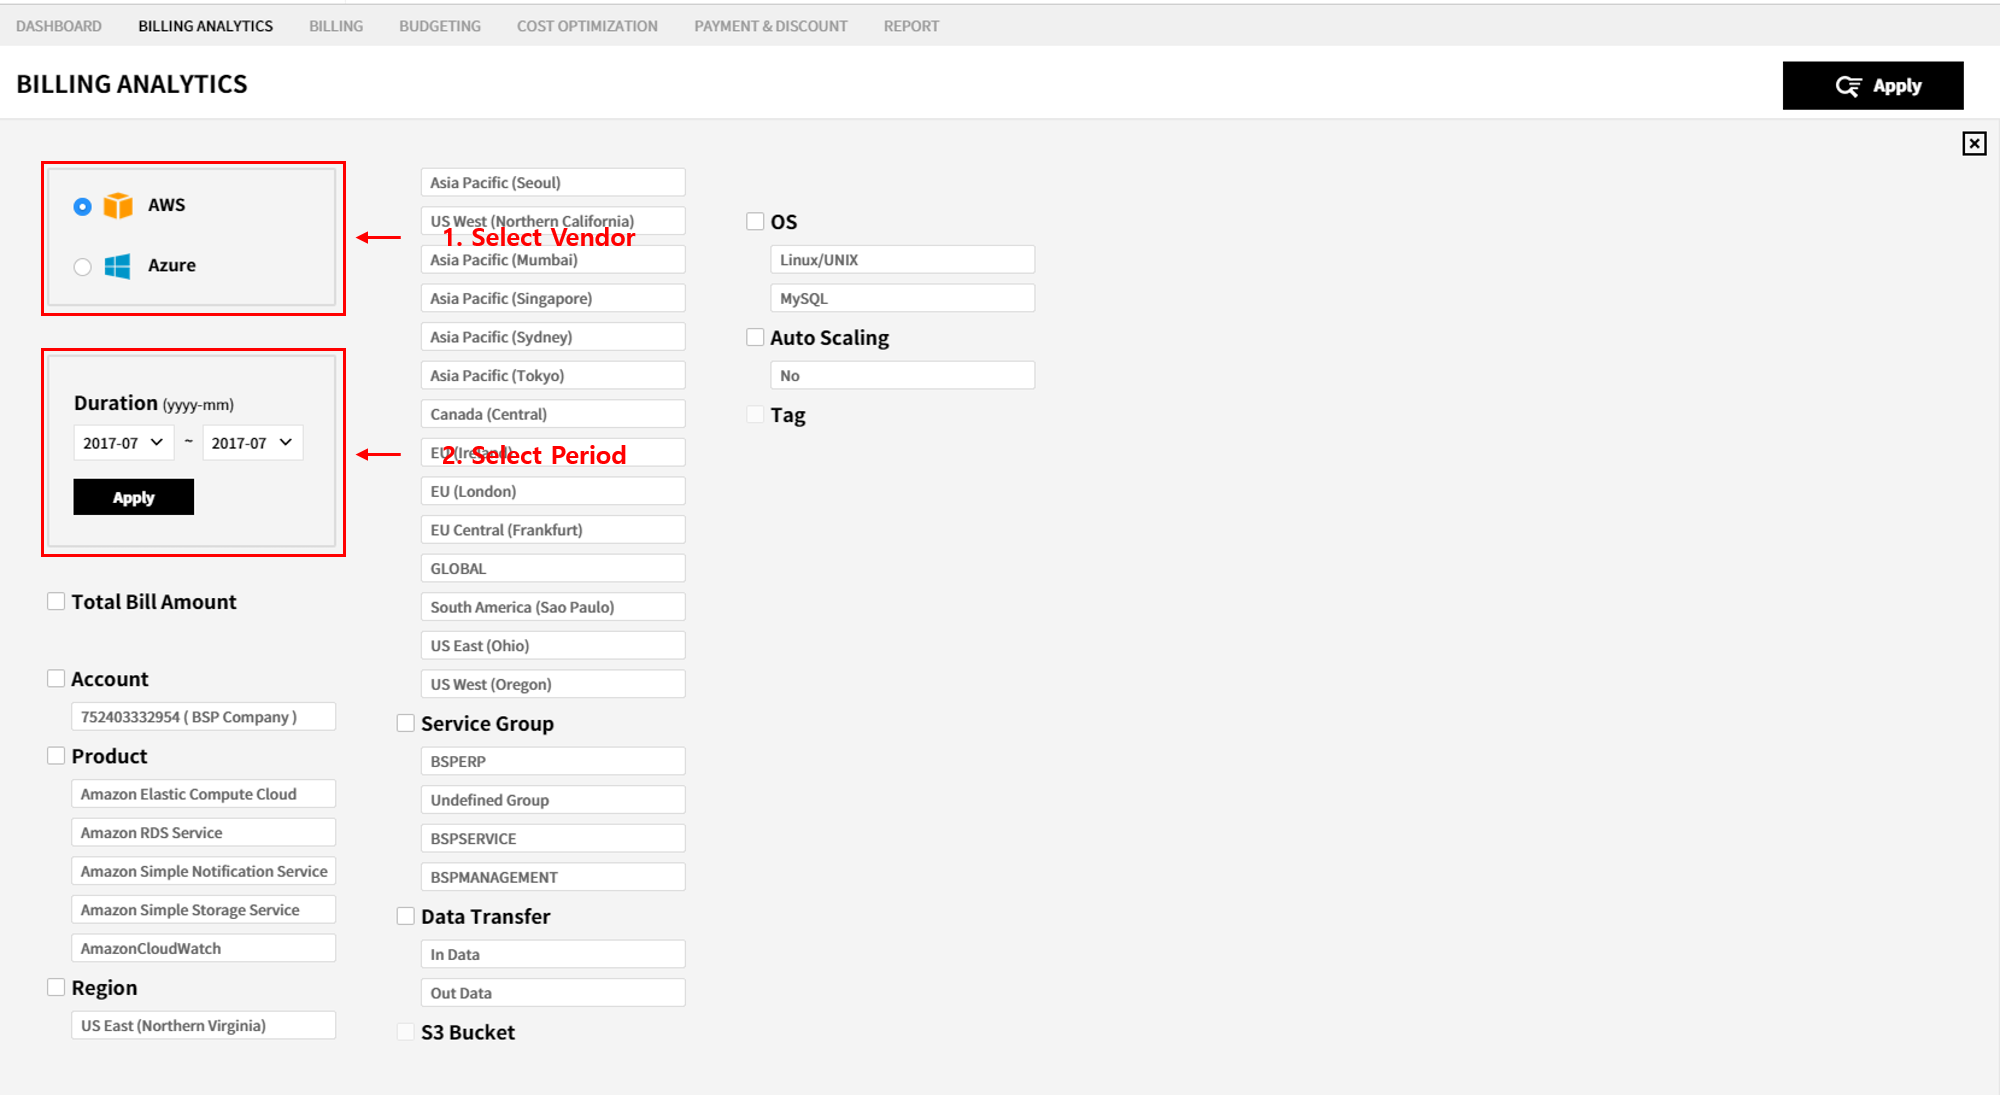 DASHBOARD BILLING ANALYTICS BILLING BUDGETING COST OPTIMIZATION PAYMENT & DISCOUNT REPORT
BILLING ANALYTICS
Apply
AWS
Azure
1. Select Vendor
Duration (yyyy-mm)
2017-07 ~ 2017-07
Apply
2. Select Period
Total Bill Amount
Account
752403332954 ( BSP Company )
Product
Amazon Elastic Compute Cloud
Amazon RDS Service
Amazon Simple Notification Service
Amazon Simple Storage Service
AmazonCloudWatch
Region
US East (Northern Virginia)
Asia Pacific (Seoul)
US West (Northern California)
Asia Pacific (Mumbai)
Asia Pacific (Singapore)
Asia Pacific (Sydney)
Asia Pacific (Tokyo)
Canada (Central)
EU (Ireland)
EU (London)
EU Central (Frankfurt)
GLOBAL
South America (Sao Paulo)
US East (Ohio)
US West (Oregon)
Service Group
BSPERP
Undefined Group
BSPSERVICE
BSPMANAGEMENT
Data Transfer
In Data
Out Data
S3 Bucket
OS
Linux/UNIX
MySQL
Auto Scaling
No
Tag